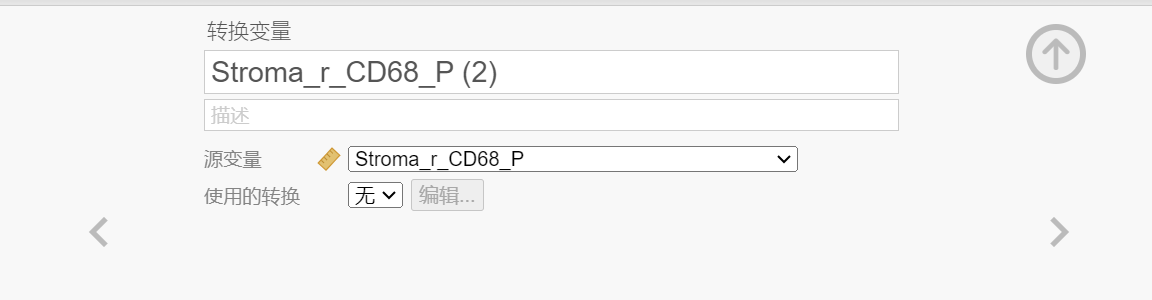 转换变量
Stroma_r_CD68_P (2)
描述
源变量 Stroma_r_CD68_P
使用的转换 无 编辑...